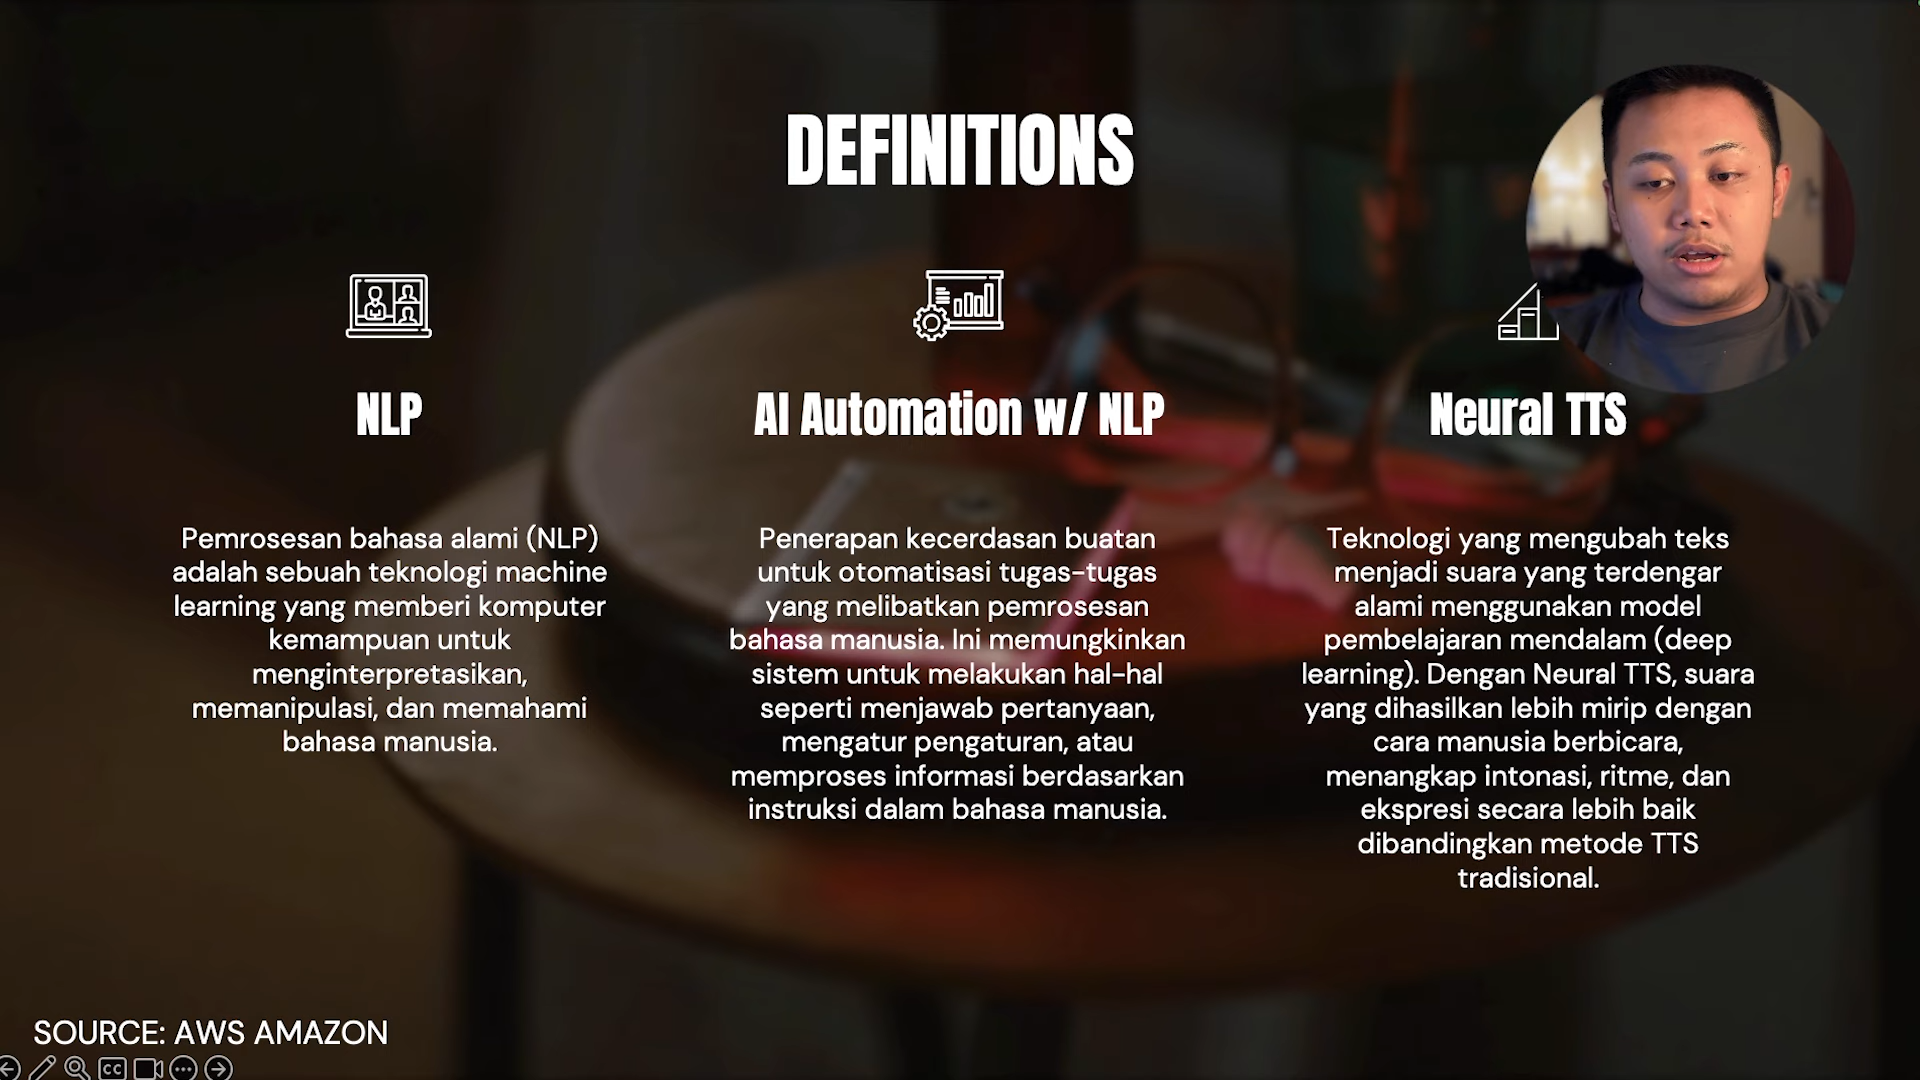 DEFINITIONS
NLP
Pemrosesan bahasa alami (NLP)
adalah sebuah teknologi machine
learning yang memberi komputer
kemampuan untuk
menginterpretasikan,
memanipulasi, dan memahami
bahasa manusia.
AI Automation w/ NLP
Penerapan kecerdasan buatan
untuk otomatisasi tugas-tugas
yang melibatkan pemrosesan
bahasa manusia. Ini memungkinkan
sistem untuk melakukan hal-hal
seperti menjawab pertanyaan,
mengatur pengaturan, atau
memproses informasi berdasarkan
instruksi dalam bahasa manusia.
Neural TTS
Teknologi yang mengubah teks
menjadi suara yang terdengar
alami menggunakan model
pembelajaran mendalam (deep
learning). Dengan Neural TTS, suara
yang dihasilkan lebih mirip dengan
cara manusia berbicara,
menangkap intonasi, ritme, dan
ekspresi secara lebih baik
dibandingkan metode TTS
tradisional.
SOURCE: AWS AMAZON
CC